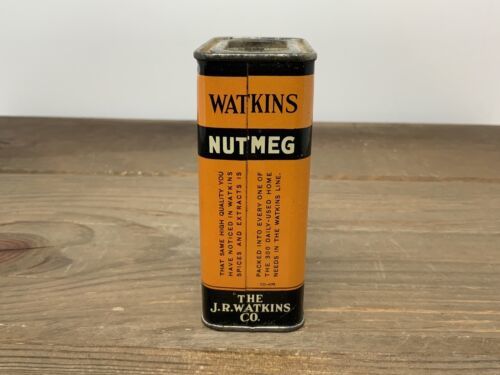 WATKINS
NUTMEG
THAT SAME HIGH QUALITY YOU
HAVE NOTICED IN WATKINS
SPICES AND EXTRACTS IS
PACKED INTO EVERY ONE OF
THE 350 DAILY-USED HOME
NEEDS IN THE WATKINS LINE.
THE
J.R.WATKINS
CO.